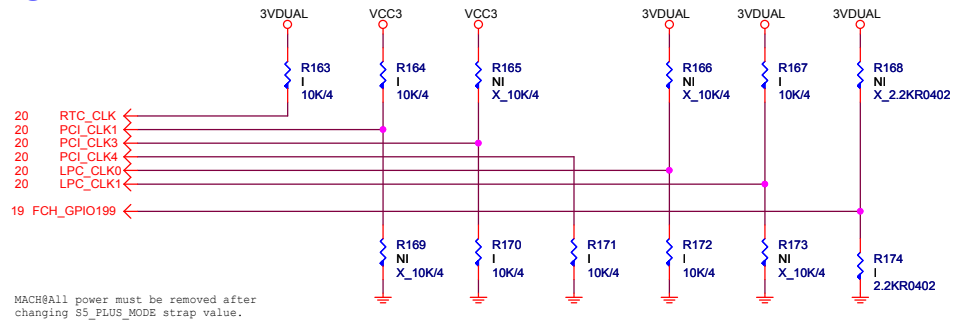 3VDUAL VCC3 VCC3 3VDUAL 3VDUAL 3VDUAL
R163 R164 R165 R166 R167 R168
I I NI NI I NI
10K/4 10K/4 X_10K/4 X_10K/4 10K/4 X_2.2KR0402
20 RTC_CLK
20 PCI_CLK1
20 PCI_CLK3
20 PCI_CLK4
20 LPC_CLK0
20 LPC_CLK1
19 FCH_GPIO199
R169 R170 R171 R172 R173 R174
NI I I I NI I
X_10K/4 10K/4 10K/4 10K/4 X_10K/4 2.2KR0402
MACH@All power must be removed after
changing S5_PLUS_MODE strap value.